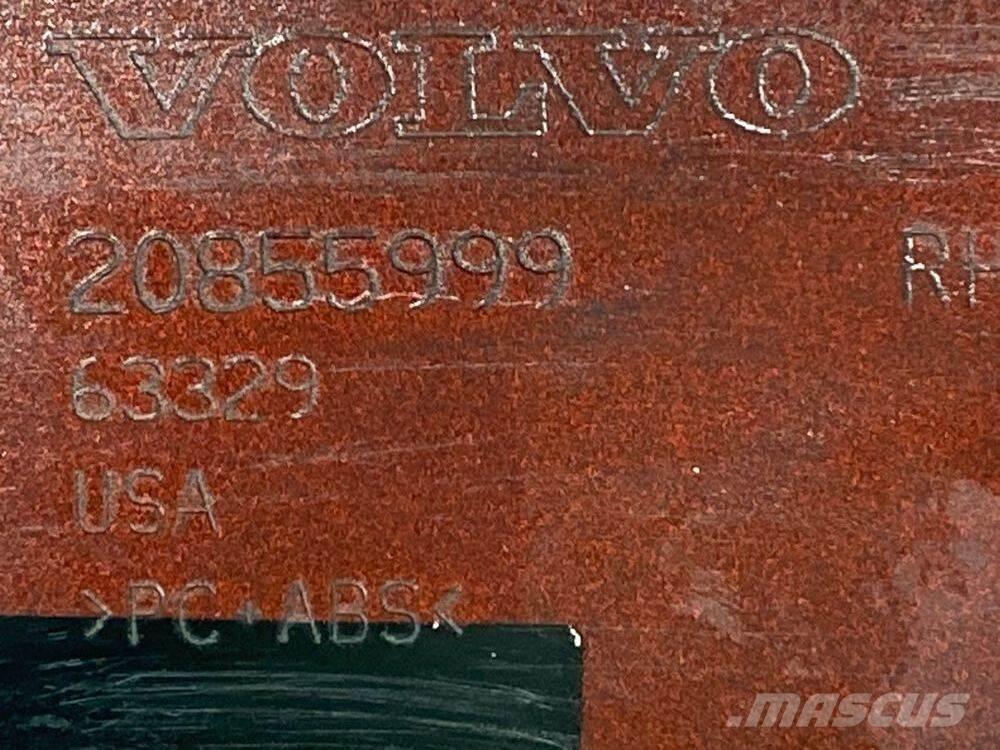 VOLVO
20855999 RH
63329
USA
>PC+ABS<
.MASCUS